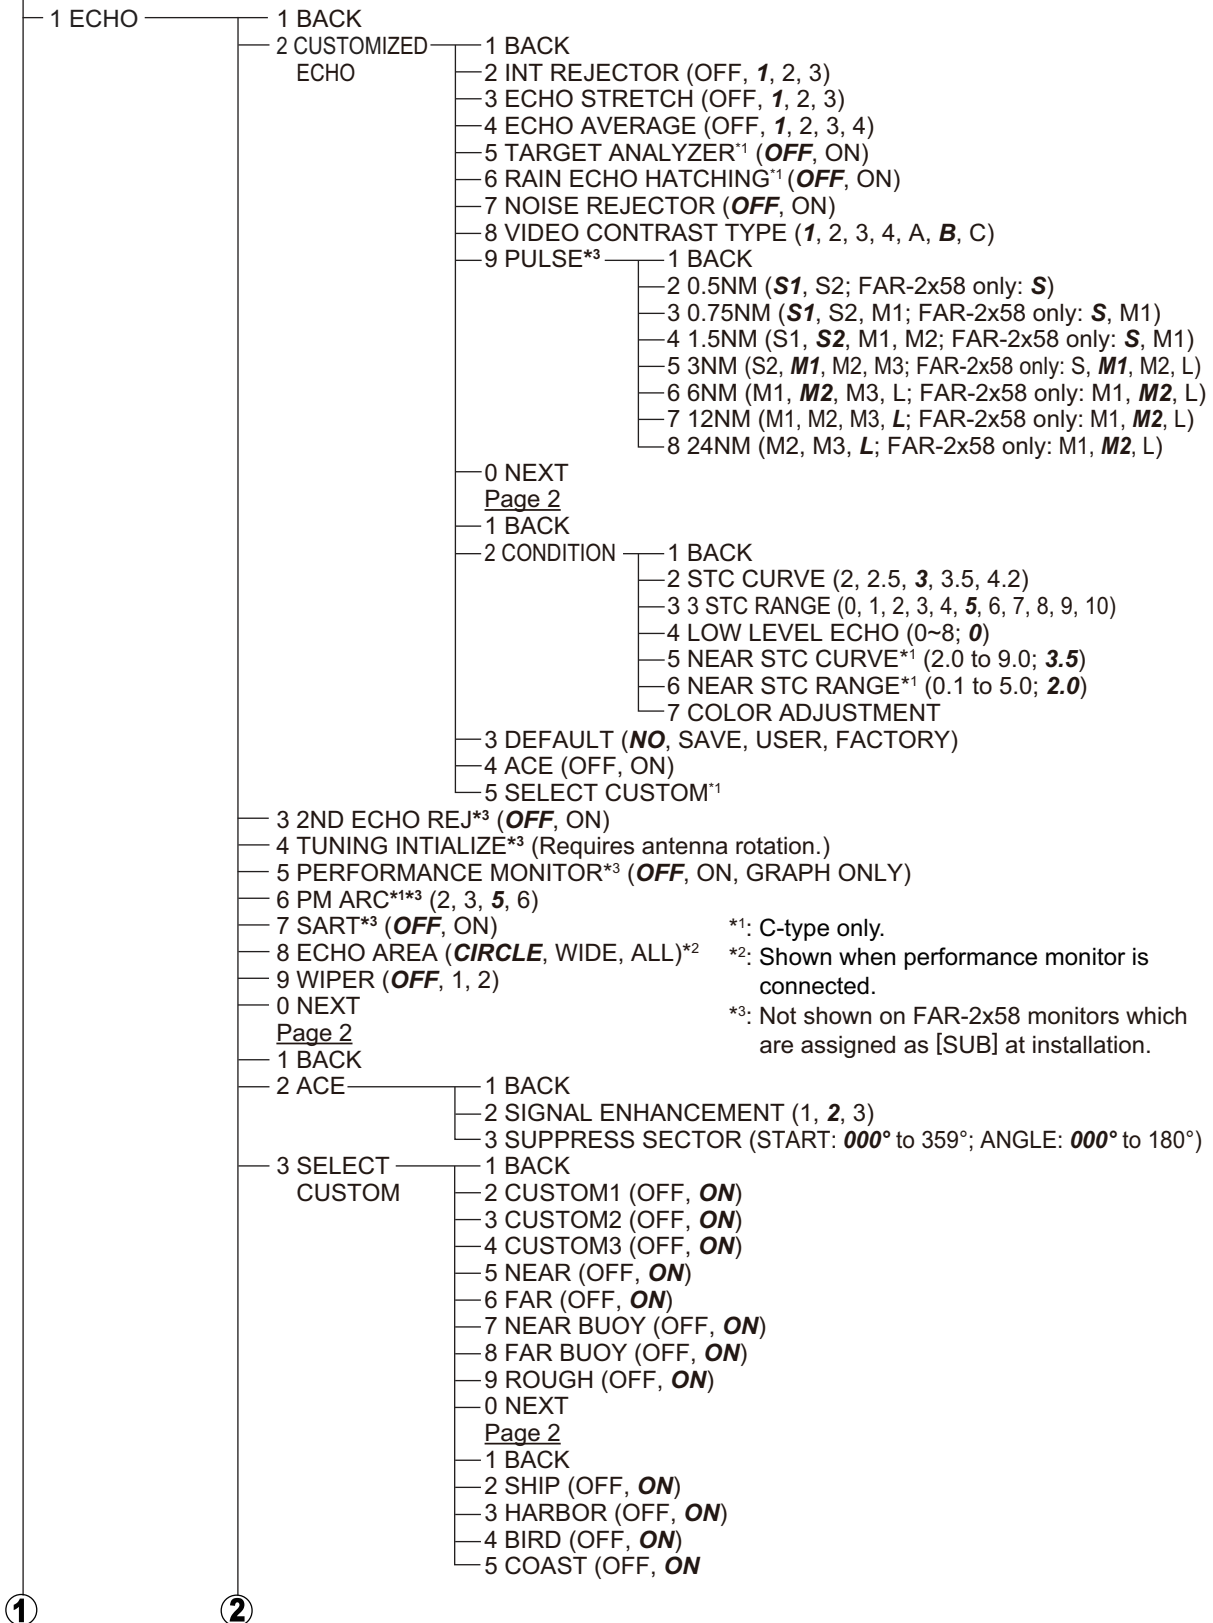 1 ECHO
1 BACK
2 CUSTOMIZED
ECHO
1 BACK
2 INT REJECTOR (OFF, 1, 2, 3)
3 ECHO STRETCH (OFF, 1, 2, 3)
4 ECHO AVERAGE (OFF, 1, 2, 3, 4)
5 TARGET ANALYZER*1 (OFF, ON)
6 RAIN ECHO HATCHING*1 (OFF, ON)
7 NOISE REJECTOR (OFF, ON)
8 VIDEO CONTRAST TYPE (1, 2, 3, 4, A, B, C)
9 PULSE*3
1 BACK
2 0.5NM (S1, S2; FAR-2x58 only: S)
3 0.75NM (S1, S2, M1; FAR-2x58 only: S, M1)
4 1.5NM (S1, S2, M1, M2; FAR-2x58 only: S, M1)
5 3NM (S2, M1, M2, M3; FAR-2x58 only: S, M1, M2, L)
6 6NM (M1, M2, M3, L; FAR-2x58 only: M1, M2, L)
7 12NM (M1, M2, M3, L; FAR-2x58 only: M1, M2, L)
8 24NM (M2, M3, L; FAR-2x58 only: M1, M2, L)
0 NEXT
Page 2
1 BACK
2 CONDITION
1 BACK
2 STC CURVE (2, 2.5, 3, 3.5, 4.2)
3 3 STC RANGE (0, 1, 2, 3, 4, 5, 6, 7, 8, 9, 10)
4 LOW LEVEL ECHO (0~8; 0)
5 NEAR STC CURVE*1 (2.0 to 9.0; 3.5)
6 NEAR STC RANGE*1 (0.1 to 5.0; 2.0)
7 COLOR ADJUSTMENT
3 DEFAULT (NO, SAVE, USER, FACTORY)
4 ACE (OFF, ON)
5 SELECT CUSTOM*1
3 2ND ECHO REJ*3 (OFF, ON)
4 TUNING INTIALIZE*3 (Requires antenna rotation.)
5 PERFORMANCE MONITOR*3 (OFF, ON, GRAPH ONLY)
6 PM ARC*1*3 (2, 3, 5, 6)
7 SART*3 (OFF, ON)
8 ECHO AREA (CIRCLE, WIDE, ALL)*2
9 WIPER (OFF, 1, 2)
0 NEXT
*1: C-type only.
*2: Shown when performance monitor is
connected.
*3: Not shown on FAR-2x58 monitors which
are assigned as [SUB] at installation.
Page 2
1 BACK
2 ACE
1 BACK
2 SIGNAL ENHANCEMENT (1, 2, 3)
3 SUPPRESS SECTOR (START: 000° to 359°; ANGLE: 000° to 180°)
3 SELECT
CUSTOM
1 BACK
2 CUSTOM1 (OFF, ON)
3 CUSTOM2 (OFF, ON)
4 CUSTOM3 (OFF, ON)
5 NEAR (OFF, ON)
6 FAR (OFF, ON)
7 NEAR BUOY (OFF, ON)
8 FAR BUOY (OFF, ON)
9 ROUGH (OFF, ON)
0 NEXT
Page 2
1 BACK
2 SHIP (OFF, ON)
3 HARBOR (OFF, ON)
4 BIRD (OFF, ON)
5 COAST (OFF, ON
1
2